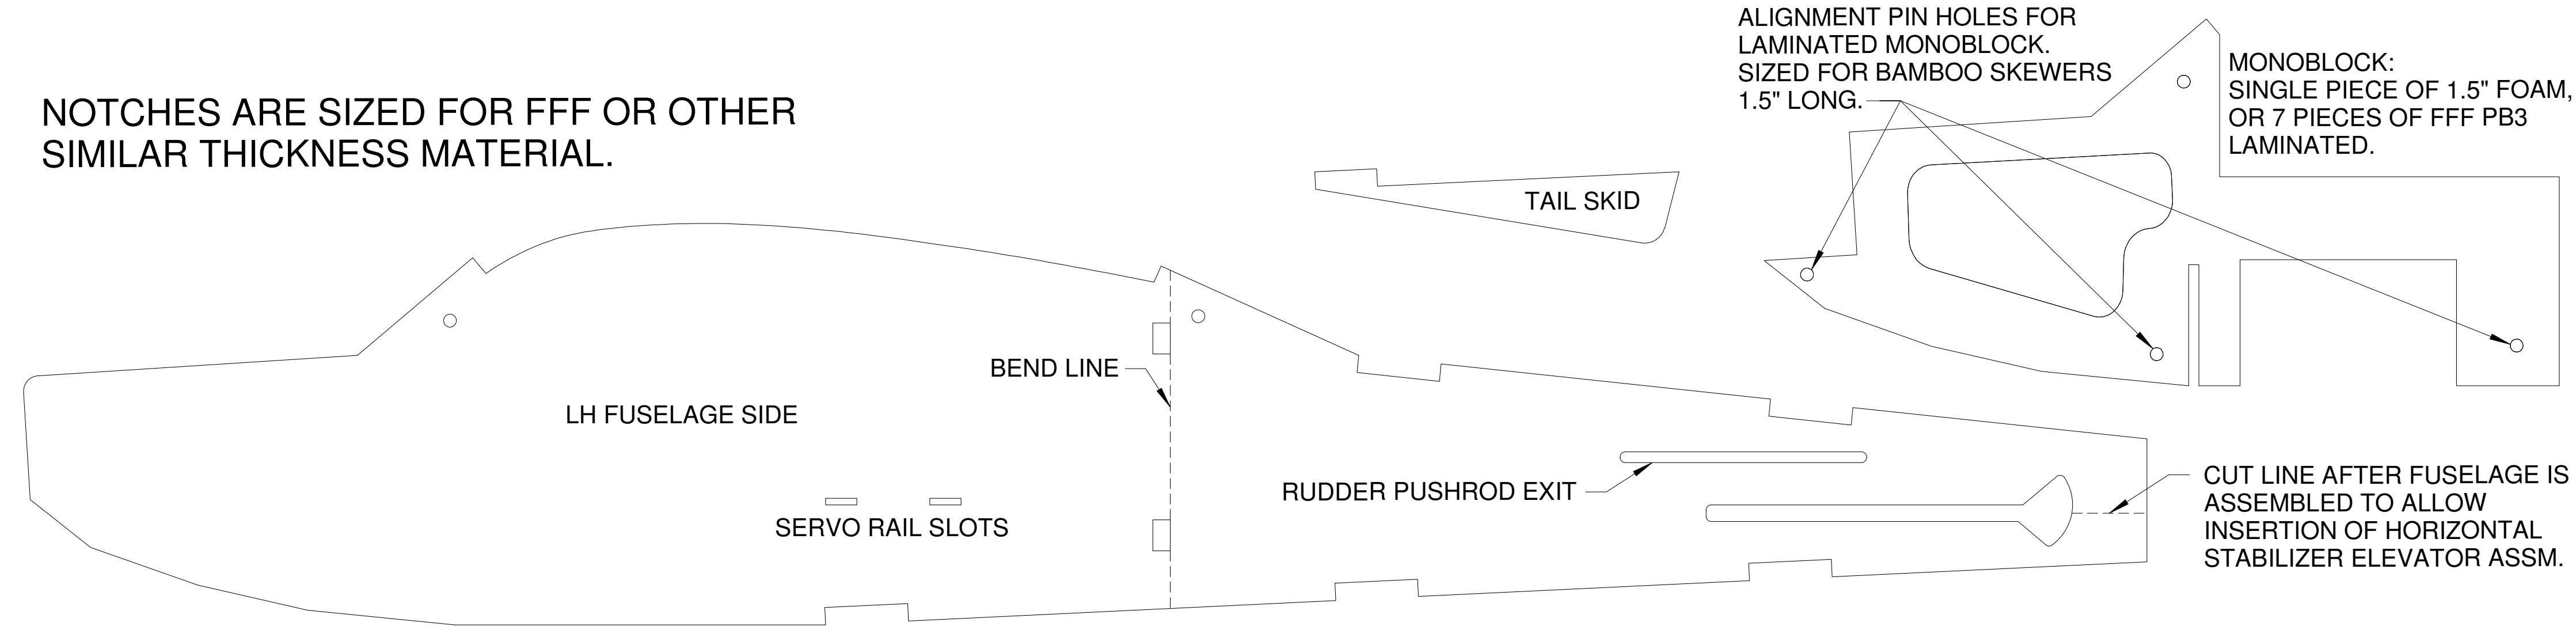 NOTCHES ARE SIZED FOR FFF OR OTHER
SIMILAR THICKNESS MATERIAL.
ALIGNMENT PIN HOLES FOR
LAMINATED MONOBLOCK.
SIZED FOR BAMBOO SKEWERS
1.5" LONG.
MONOBLOCK:
SINGLE PIECE OF 1.5" FOAM,
OR 7 PIECES OF FFF PB3
LAMINATED.
TAIL SKID
BEND LINE
LH FUSELAGE SIDE
SERVO RAIL SLOTS
RUDDER PUSHROD EXIT
CUT LINE AFTER FUSELAGE IS
ASSEMBLED TO ALLOW
INSERTION OF HORIZONTAL
STABILIZER ELEVATOR ASSM.